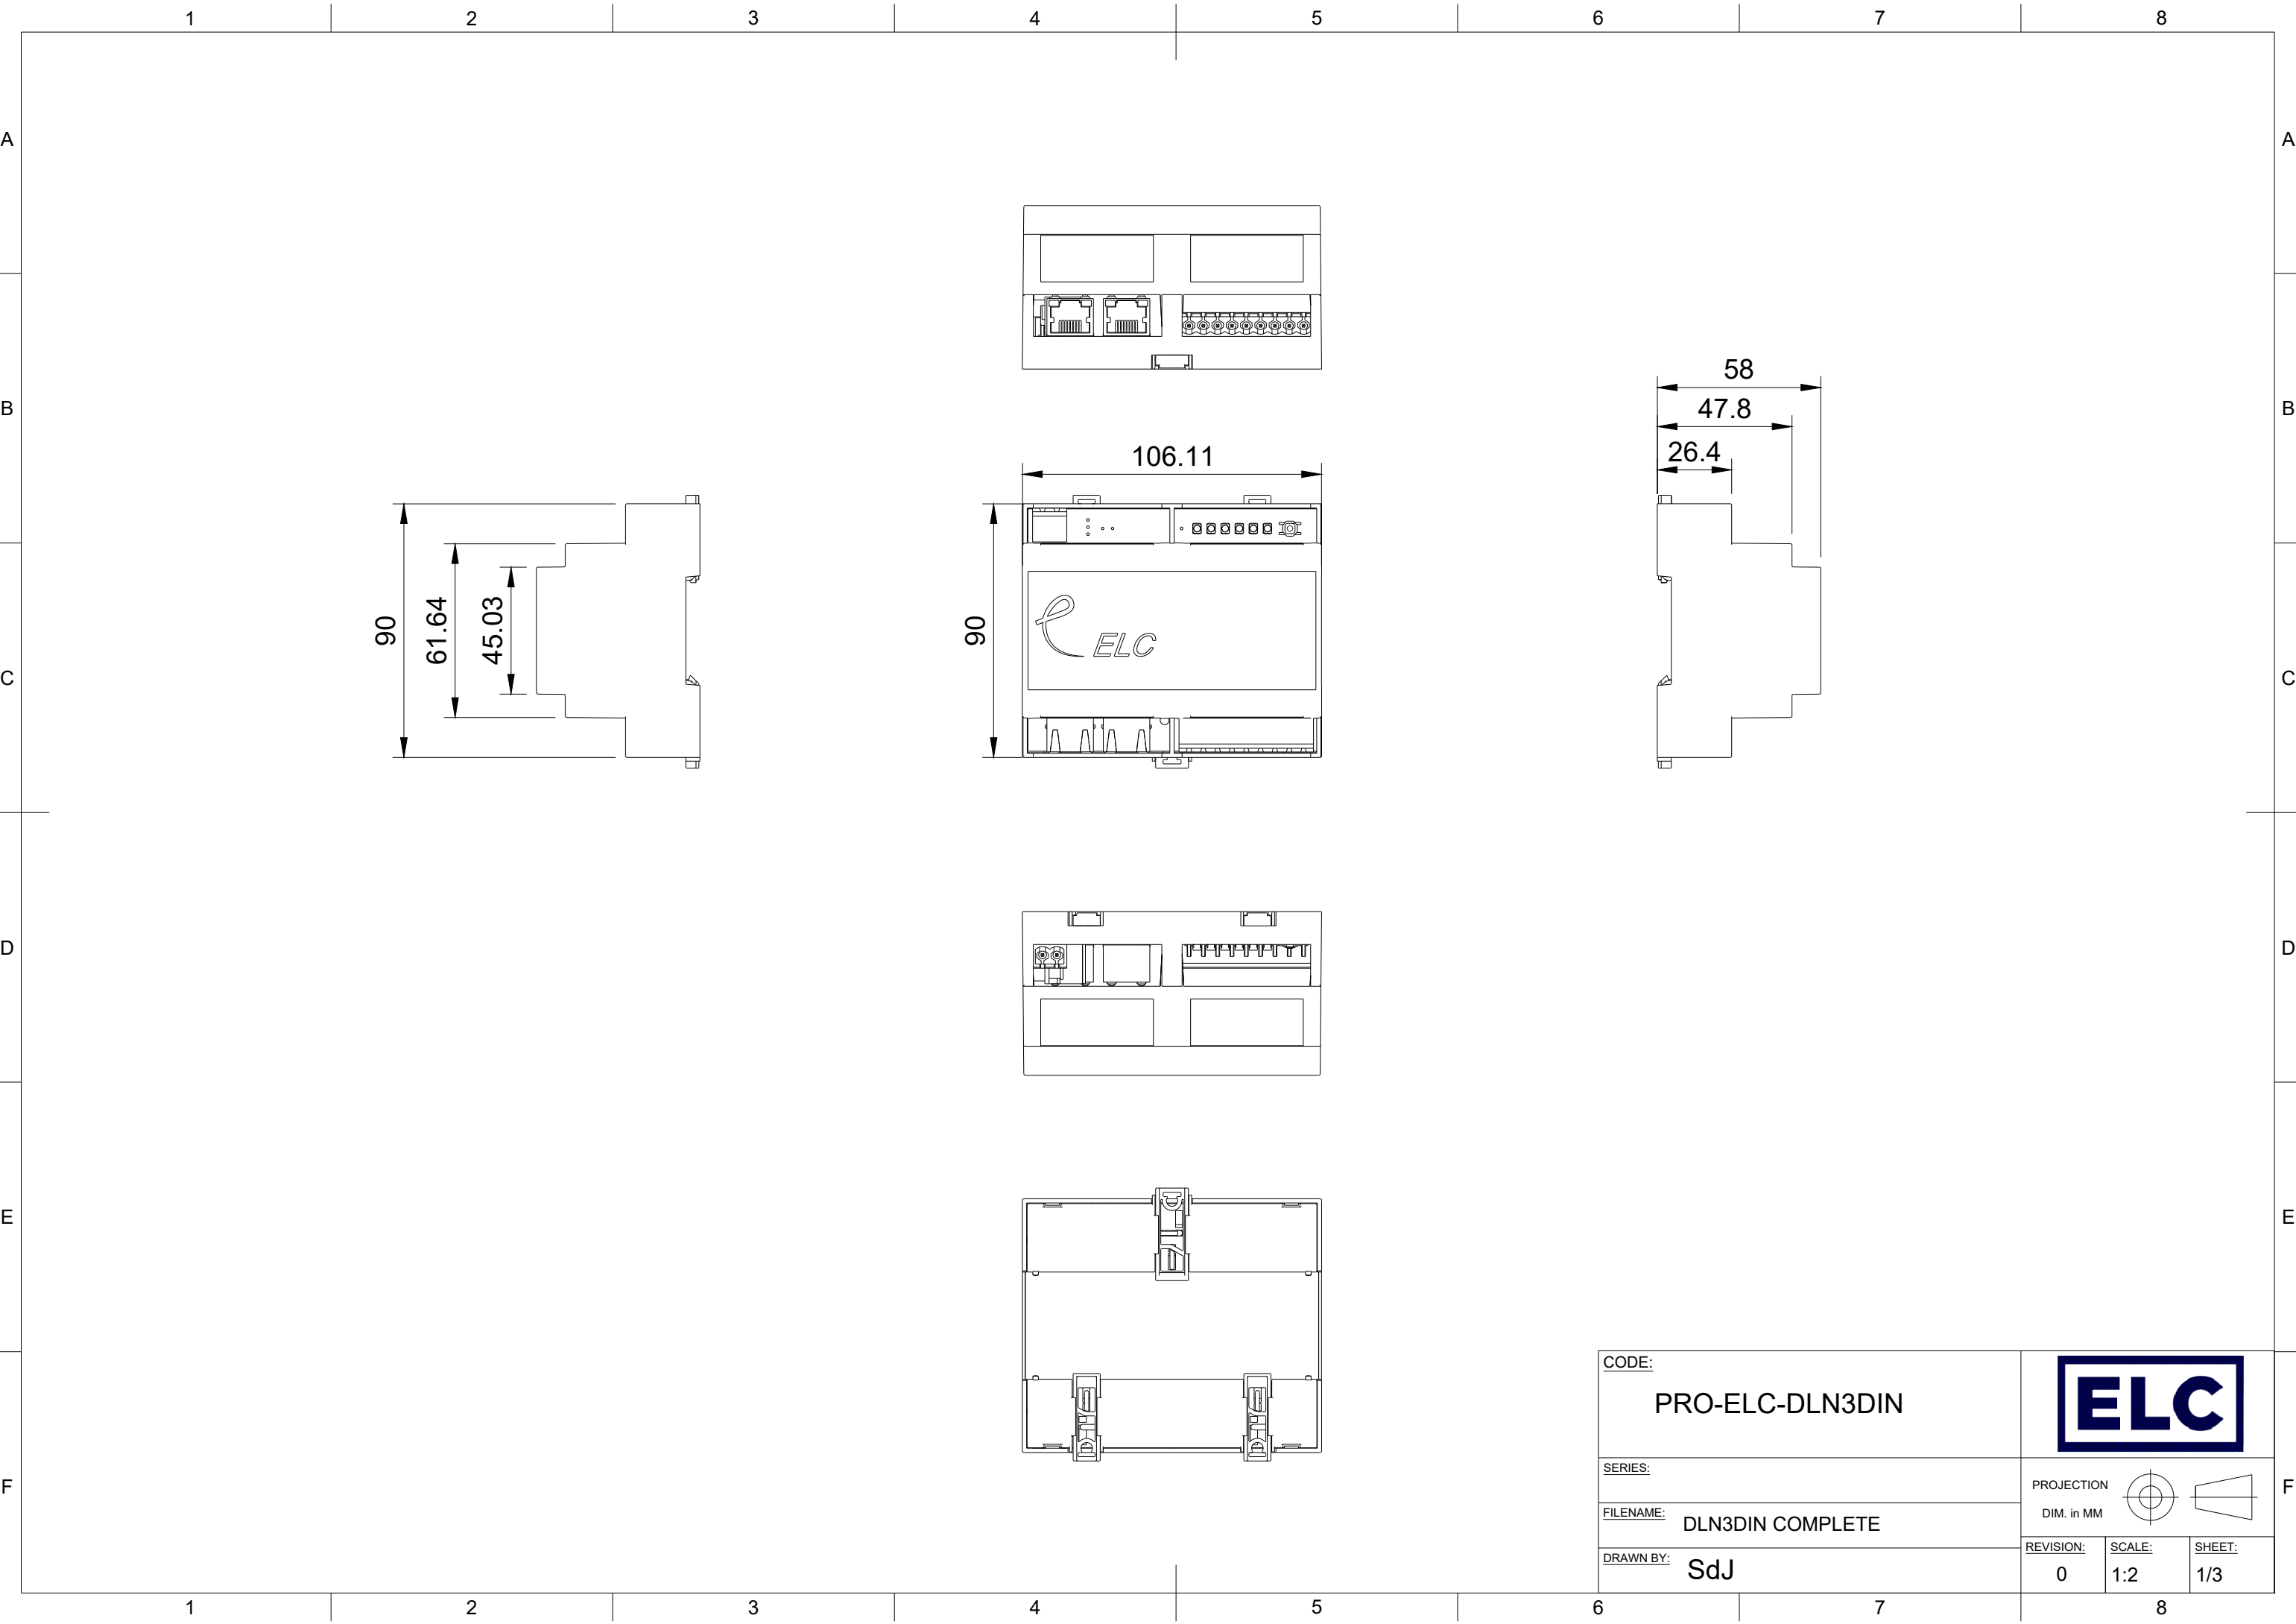 1 2 3 4 5 6 7 8
A A
B B
C C
D D
E E
F F
58
47.8
26.4
106.11
90
61.64
45.03
90
ELC
CODE:
PRO-ELC-DLN3DIN
ELC
SERIES:
PROJECTION
DIM. in MM
FILENAME: DLN3DIN COMPLETE
DRAWN BY: SdJ
REVISION: SCALE: SHEET:
0 1:2 1/3
1 2 3 4 5 6 7 8